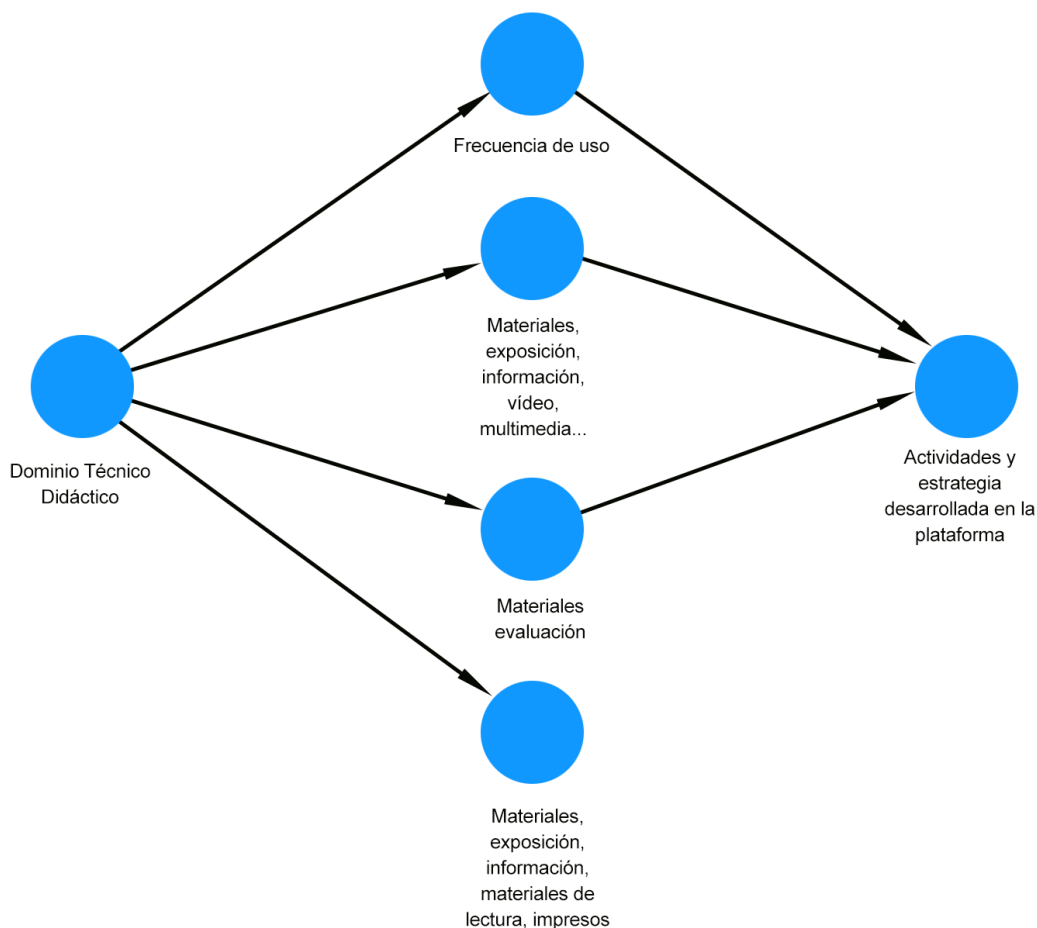 Frecuencia de uso
Materiales,
exposición,
información,
vídeo,
multimedia...
Dominio Técnico
Didáctico
Actividades y
estrategia
desarrollada en la
plataforma
Materiales
evaluación
Materiales,
exposición,
información,
materiales de
lectura, impresos